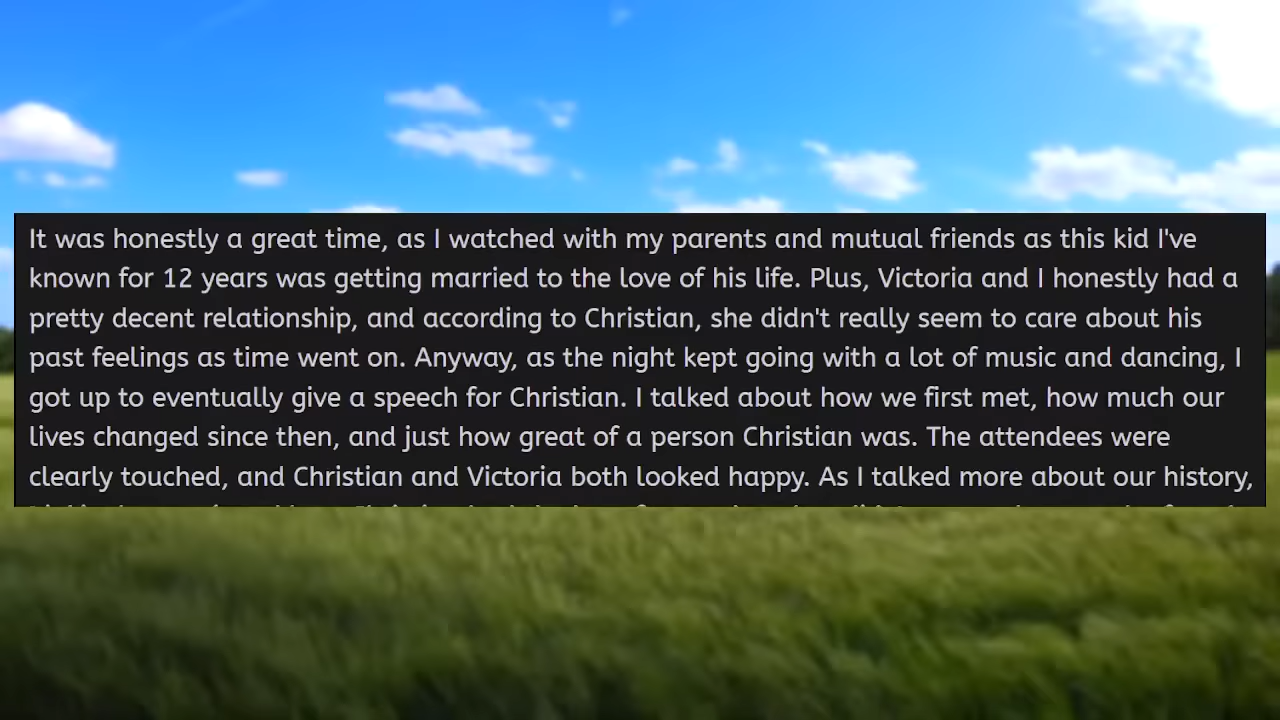 It was honestly a great time, as I watched with my parents and mutual friends as this kid I've
known for 12 years was getting married to the love of his life. Plus, Victoria and I honestly had a
pretty decent relationship, and according to Christian, she didn't really seem to care about his
past feelings as time went on. Anyway, as the night kept going with a lot of music and dancing, I
got up to eventually give a speech for Christian. I talked about how we first met, how much our
lives changed since then, and just how great of a person Christian was. The attendees were
clearly touched, and Christian and Victoria both looked happy. As I talked more about our history,